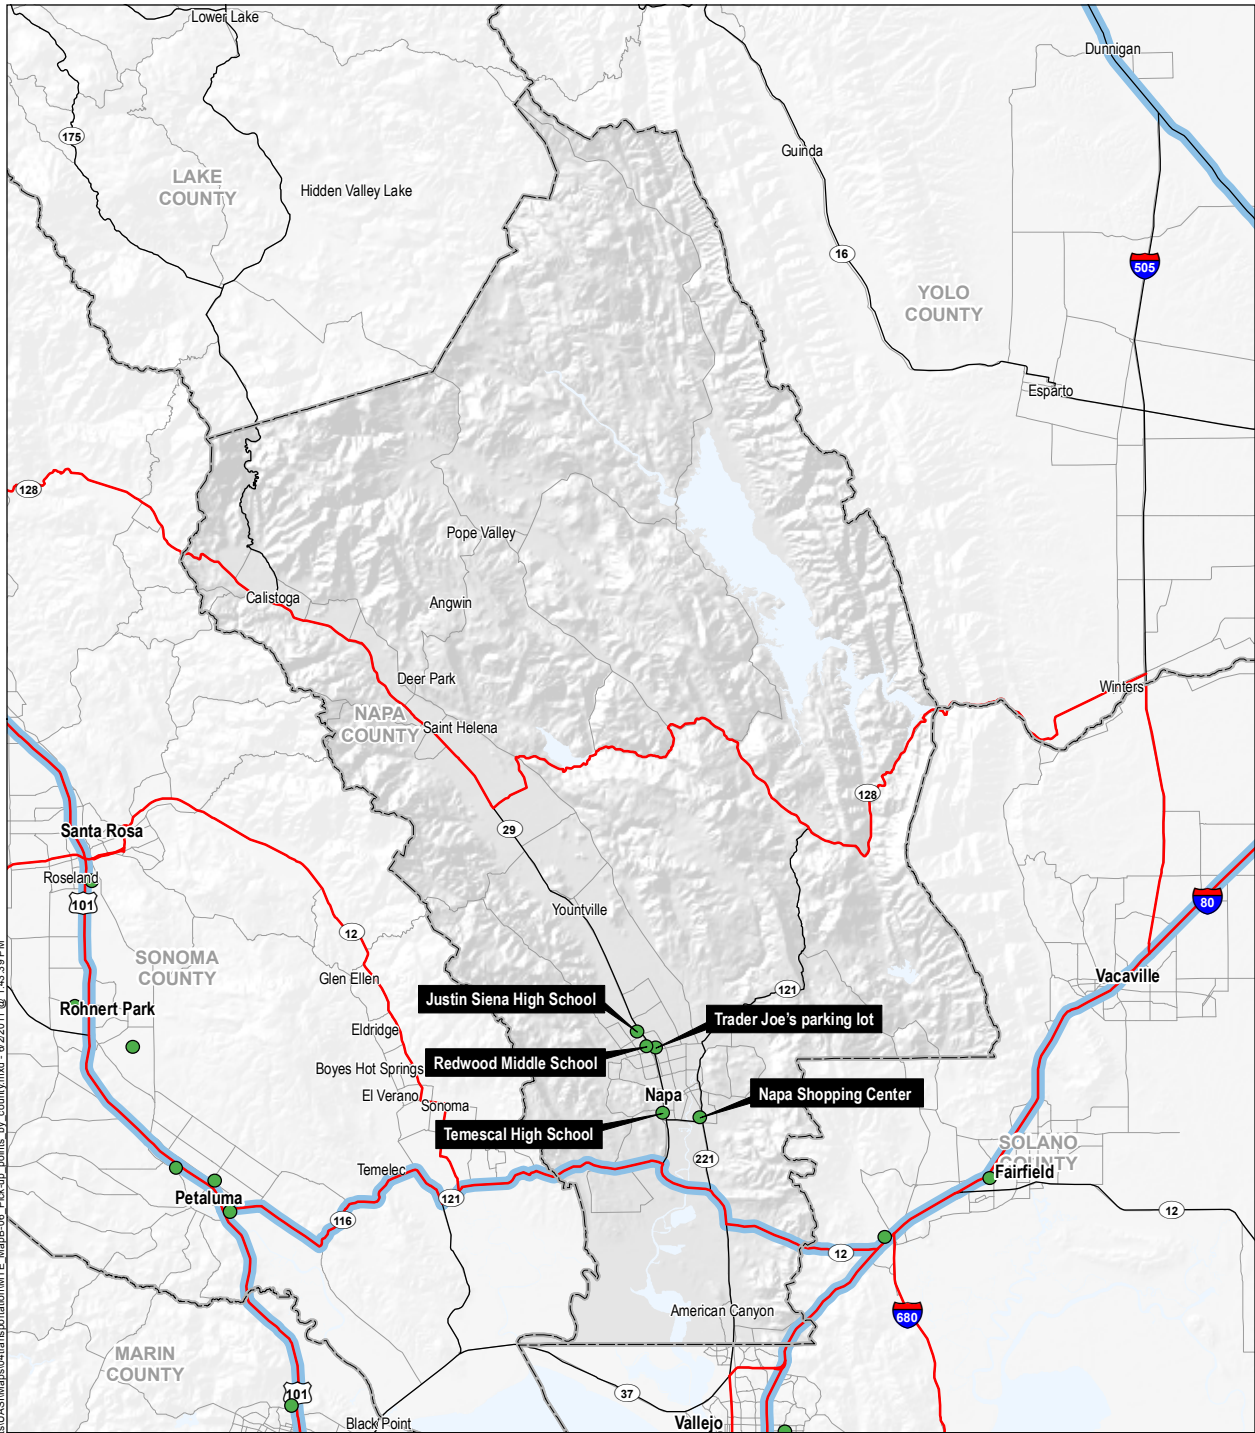 Lower Lake
Dunnigan
175
Guinda
LAKE
COUNTY
Hidden Valley Lake
16
505
YOLO
COUNTY
Esparto
128
Pope Valley
Calistoga
Angwin
Deer Park
Winters
NAPA
COUNTY
Saint Helena
128
29
Santa Rosa
Roseland
101
80
Yountville
12
SONOMA
COUNTY
Glen Ellen
Vacaville
121
Justin Siena High School
Rohnert Park
Trader Joe's parking lot
Eldridge
Redwood Middle School
Boyes Hot Springs
El Verano
Sonoma
Napa
Napa Shopping Center
Temescal High School
SOLANO
COUNTY
221
Temelec
Fairfield
Petaluma
121
116
12
12
American Canyon
680
MARIN
COUNTY
101
37
Black Point
Vallejo